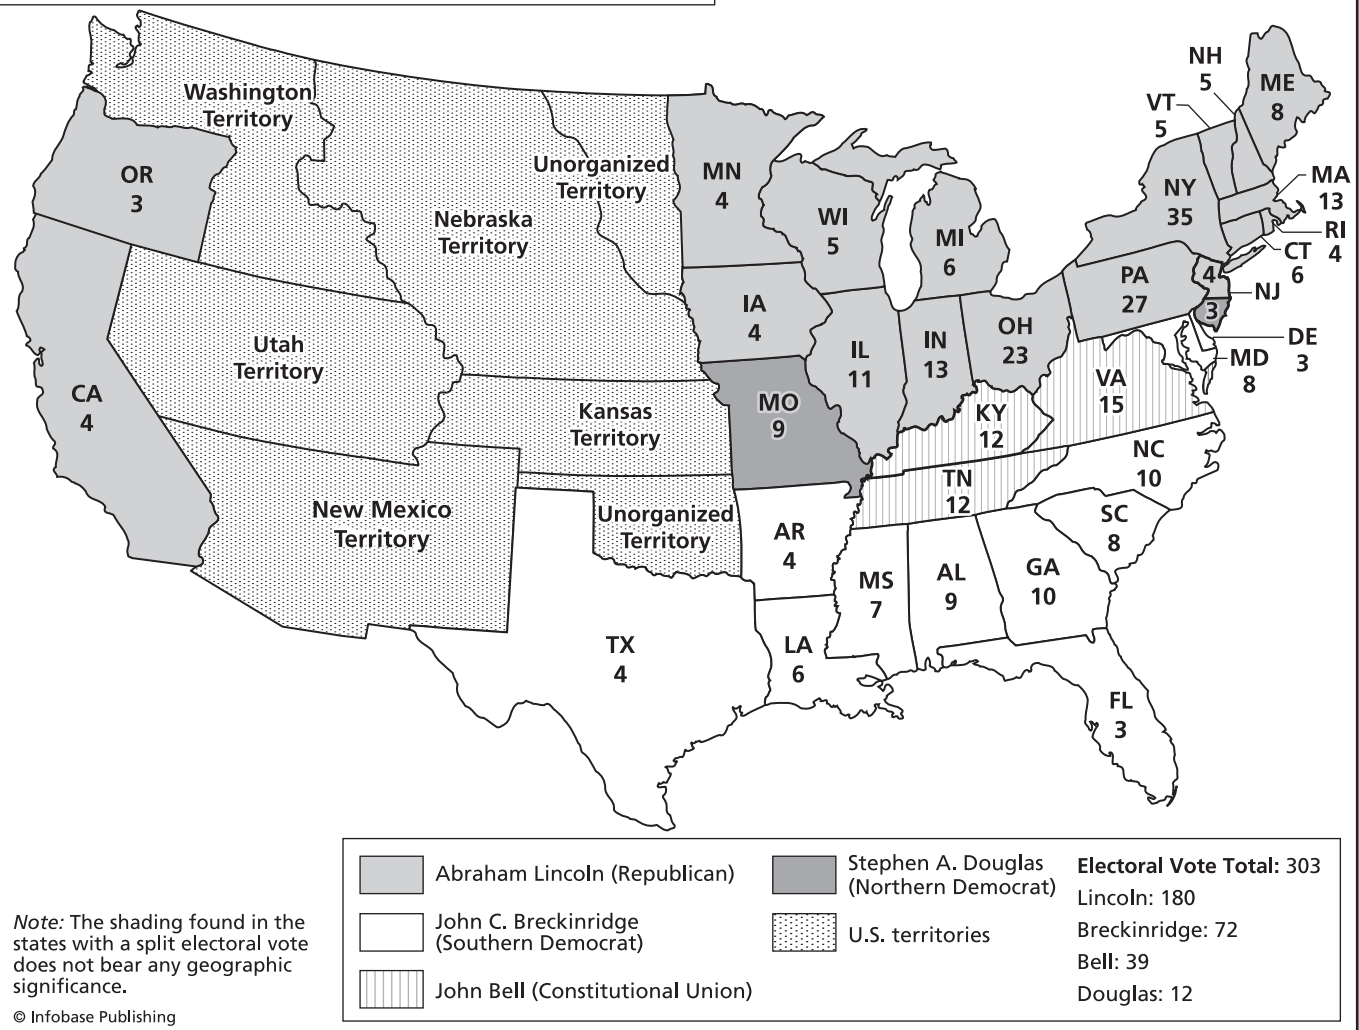 NH
5
ME
8
VT
5
Washington
Territory
OR
3
Unorganized
Territory
MN
4
MA
13
NY
35
Nebraska
Territory
WI
5
RI
4
MI
6
CT
6
PA
27
4
NJ
IA
4
3
OH
23
DE
3
Utah
Territory
IL
11
IN
13
MD
8
CA
4
VA
15
MO
9
Kansas
Territory
KY
12
NC
10
TN
12
New Mexico
Territory
Unorganized
Territory
SC
8
AR
4
GA
10
AL
9
MS
7
TX
4
LA
6
FL
3
Abraham Lincoln (Republican)
John C. Breckinridge
(Southern Democrat)
John Bell (Constitutional Union)
Stephen A. Douglas
(Northern Democrat)
U.S. territories
Electoral Vote Total: 303
Lincoln: 180
Breckinridge: 72
Bell: 39
Douglas: 12
Note: The shading found in the
states with a split electoral vote
does not bear any geographic
significance.
© Infobase Publishing